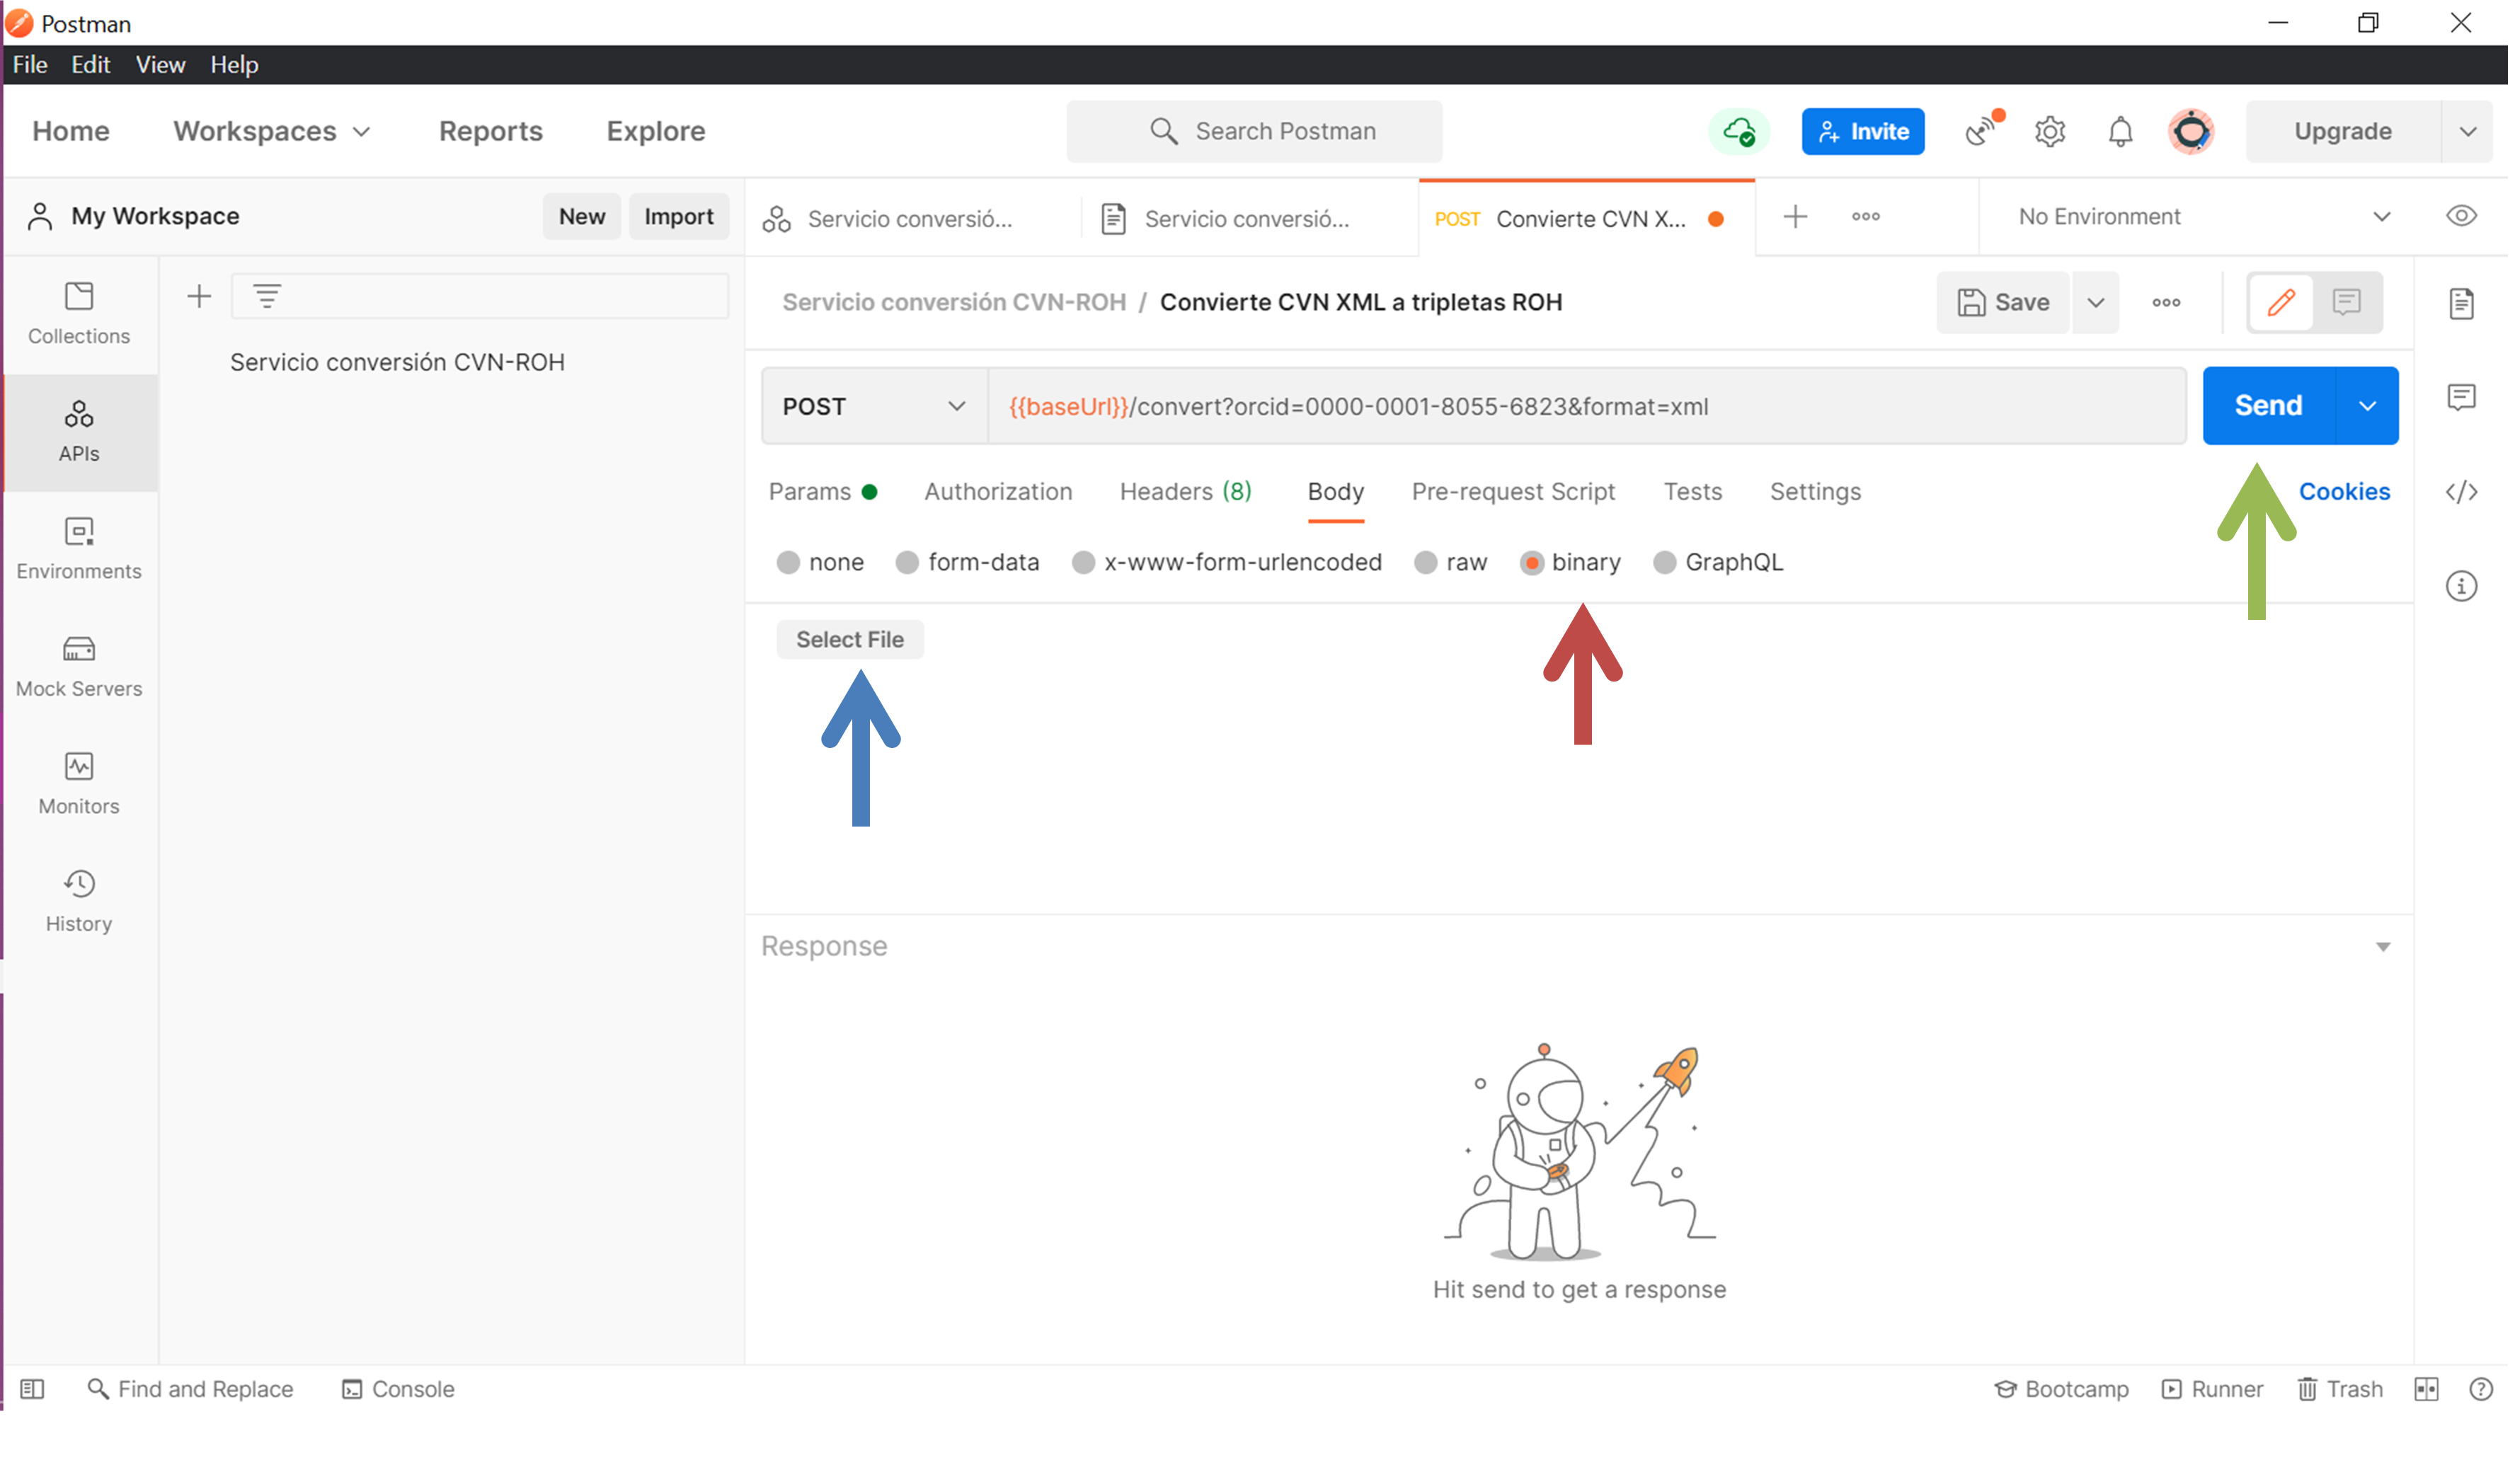 Postman
File Edit View Help
Home Workspaces Reports Explore Search Postman Invite Upgrade
My Workspace New Import Servicio conversió... Servicio conversió... POST Convierte CVN X... No Environment
Servicio conversión CVN-ROH / Convierte CVN XML a tripletas ROH Save
Collections
Servicio conversión CVN-ROH
POST {{baseUrl}}/convert?orcid=0000-0001-8055-6823&format=xml Send
APIs
Params Authorization Headers (8) Body Pre-request Script Tests Settings Cookies
none form-data x-www-form-urlencoded raw binary GraphQL
Environments
Select File
Mock Servers
Monitors
History
Response
Hit send to get a response
Find and Replace Console Bootcamp Runner Trash